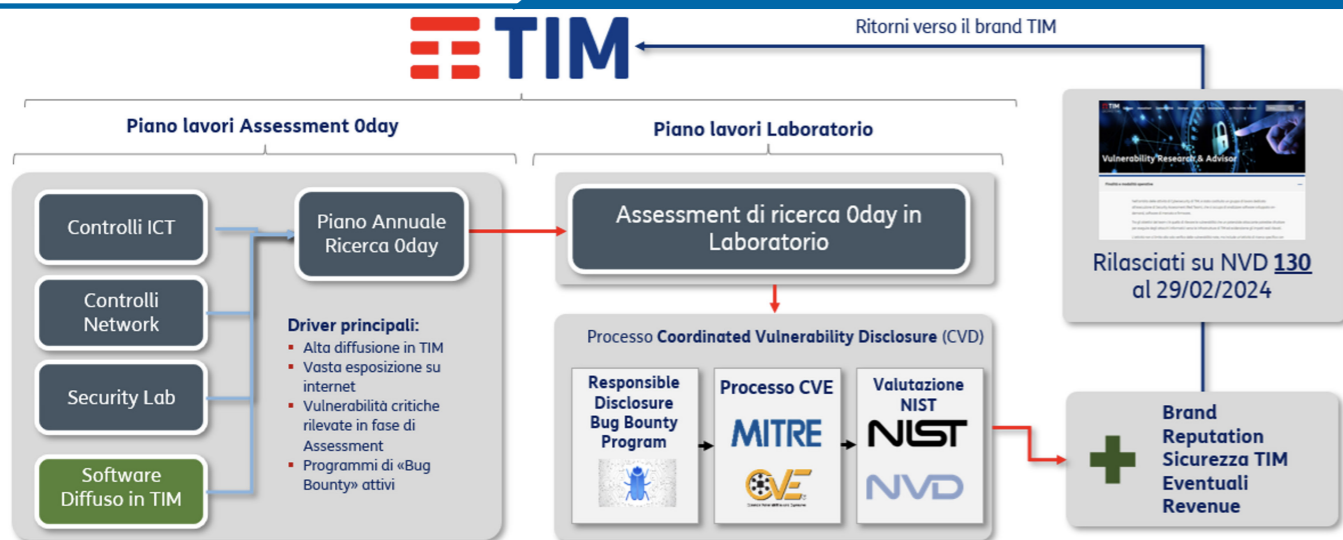 TIM
Ritorni verso il brand TIM
Piano lavori Assessment 0day
Piano lavori Laboratorio
Controlli ICT
Controlli
Network
Security Lab
Software
Diffuso in TIM
Piano Annuale
Ricerca 0day
Driver principali:
Alta diffusione in TIM
Vasta esposizione su
internet
Vulnerabilità critiche
rilevate in fase di
Assessment
Programmi di «Bug
Bounty» attivi
Assessment di ricerca 0day in
Laboratorio
Processo Coordinated Vulnerability Disclosure (CVD)
Responsible
Disclosure
Bug Bounty
Program
Processo CVE
MITRE
CVE
Valutazione
NIST
NIST
NVD
Vulnerability Research & Advisor
Rilasciati su NVD 130
al 29/02/2024
Brand
Reputation
Sicurezza TIM
Eventuali
Revenue